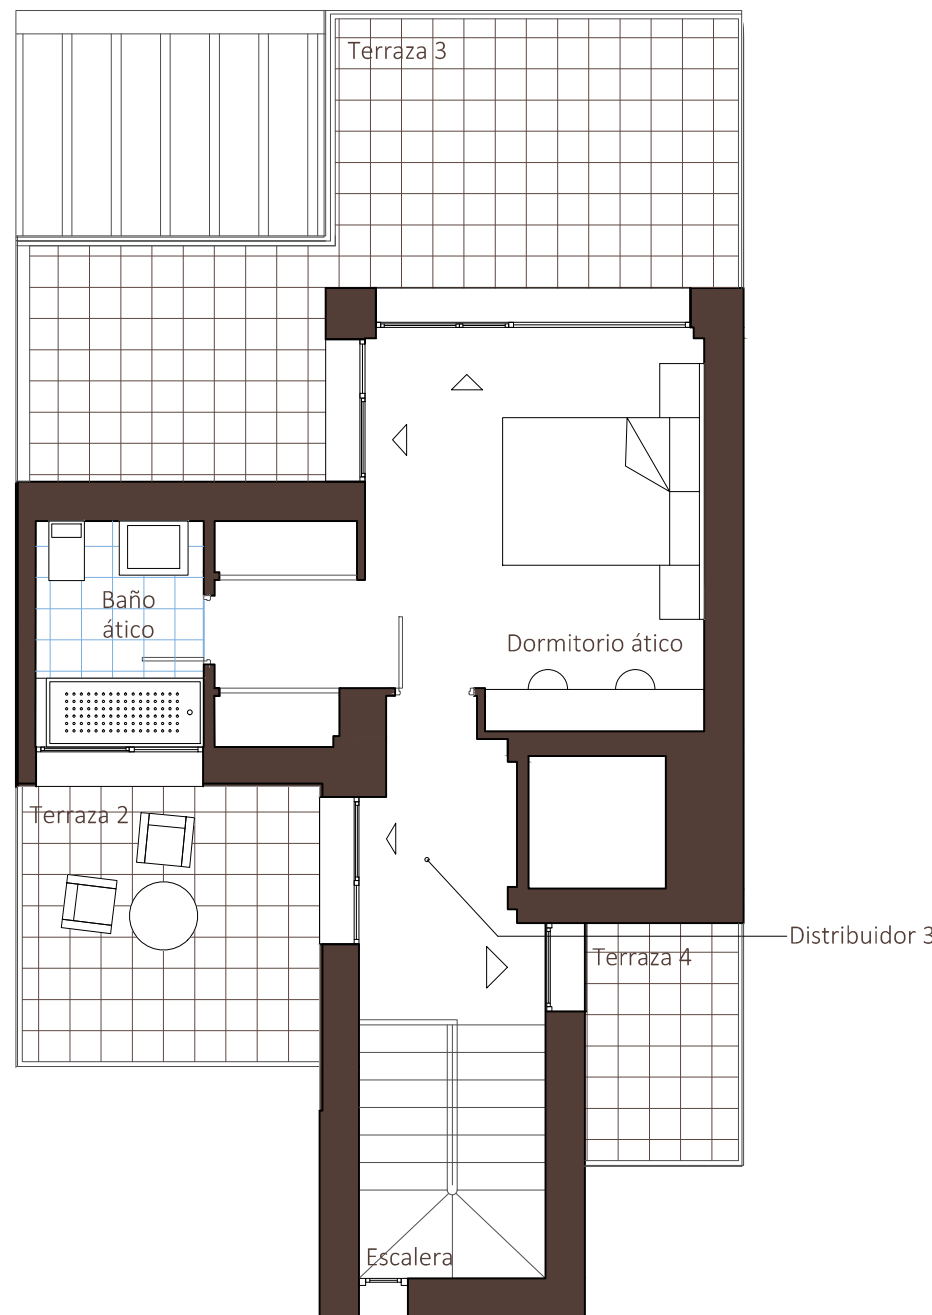 Terraza 3
Baño
ático
Dormitorio ático
Terraza 2
Distribuidor 3
Terraza 4
Escalera